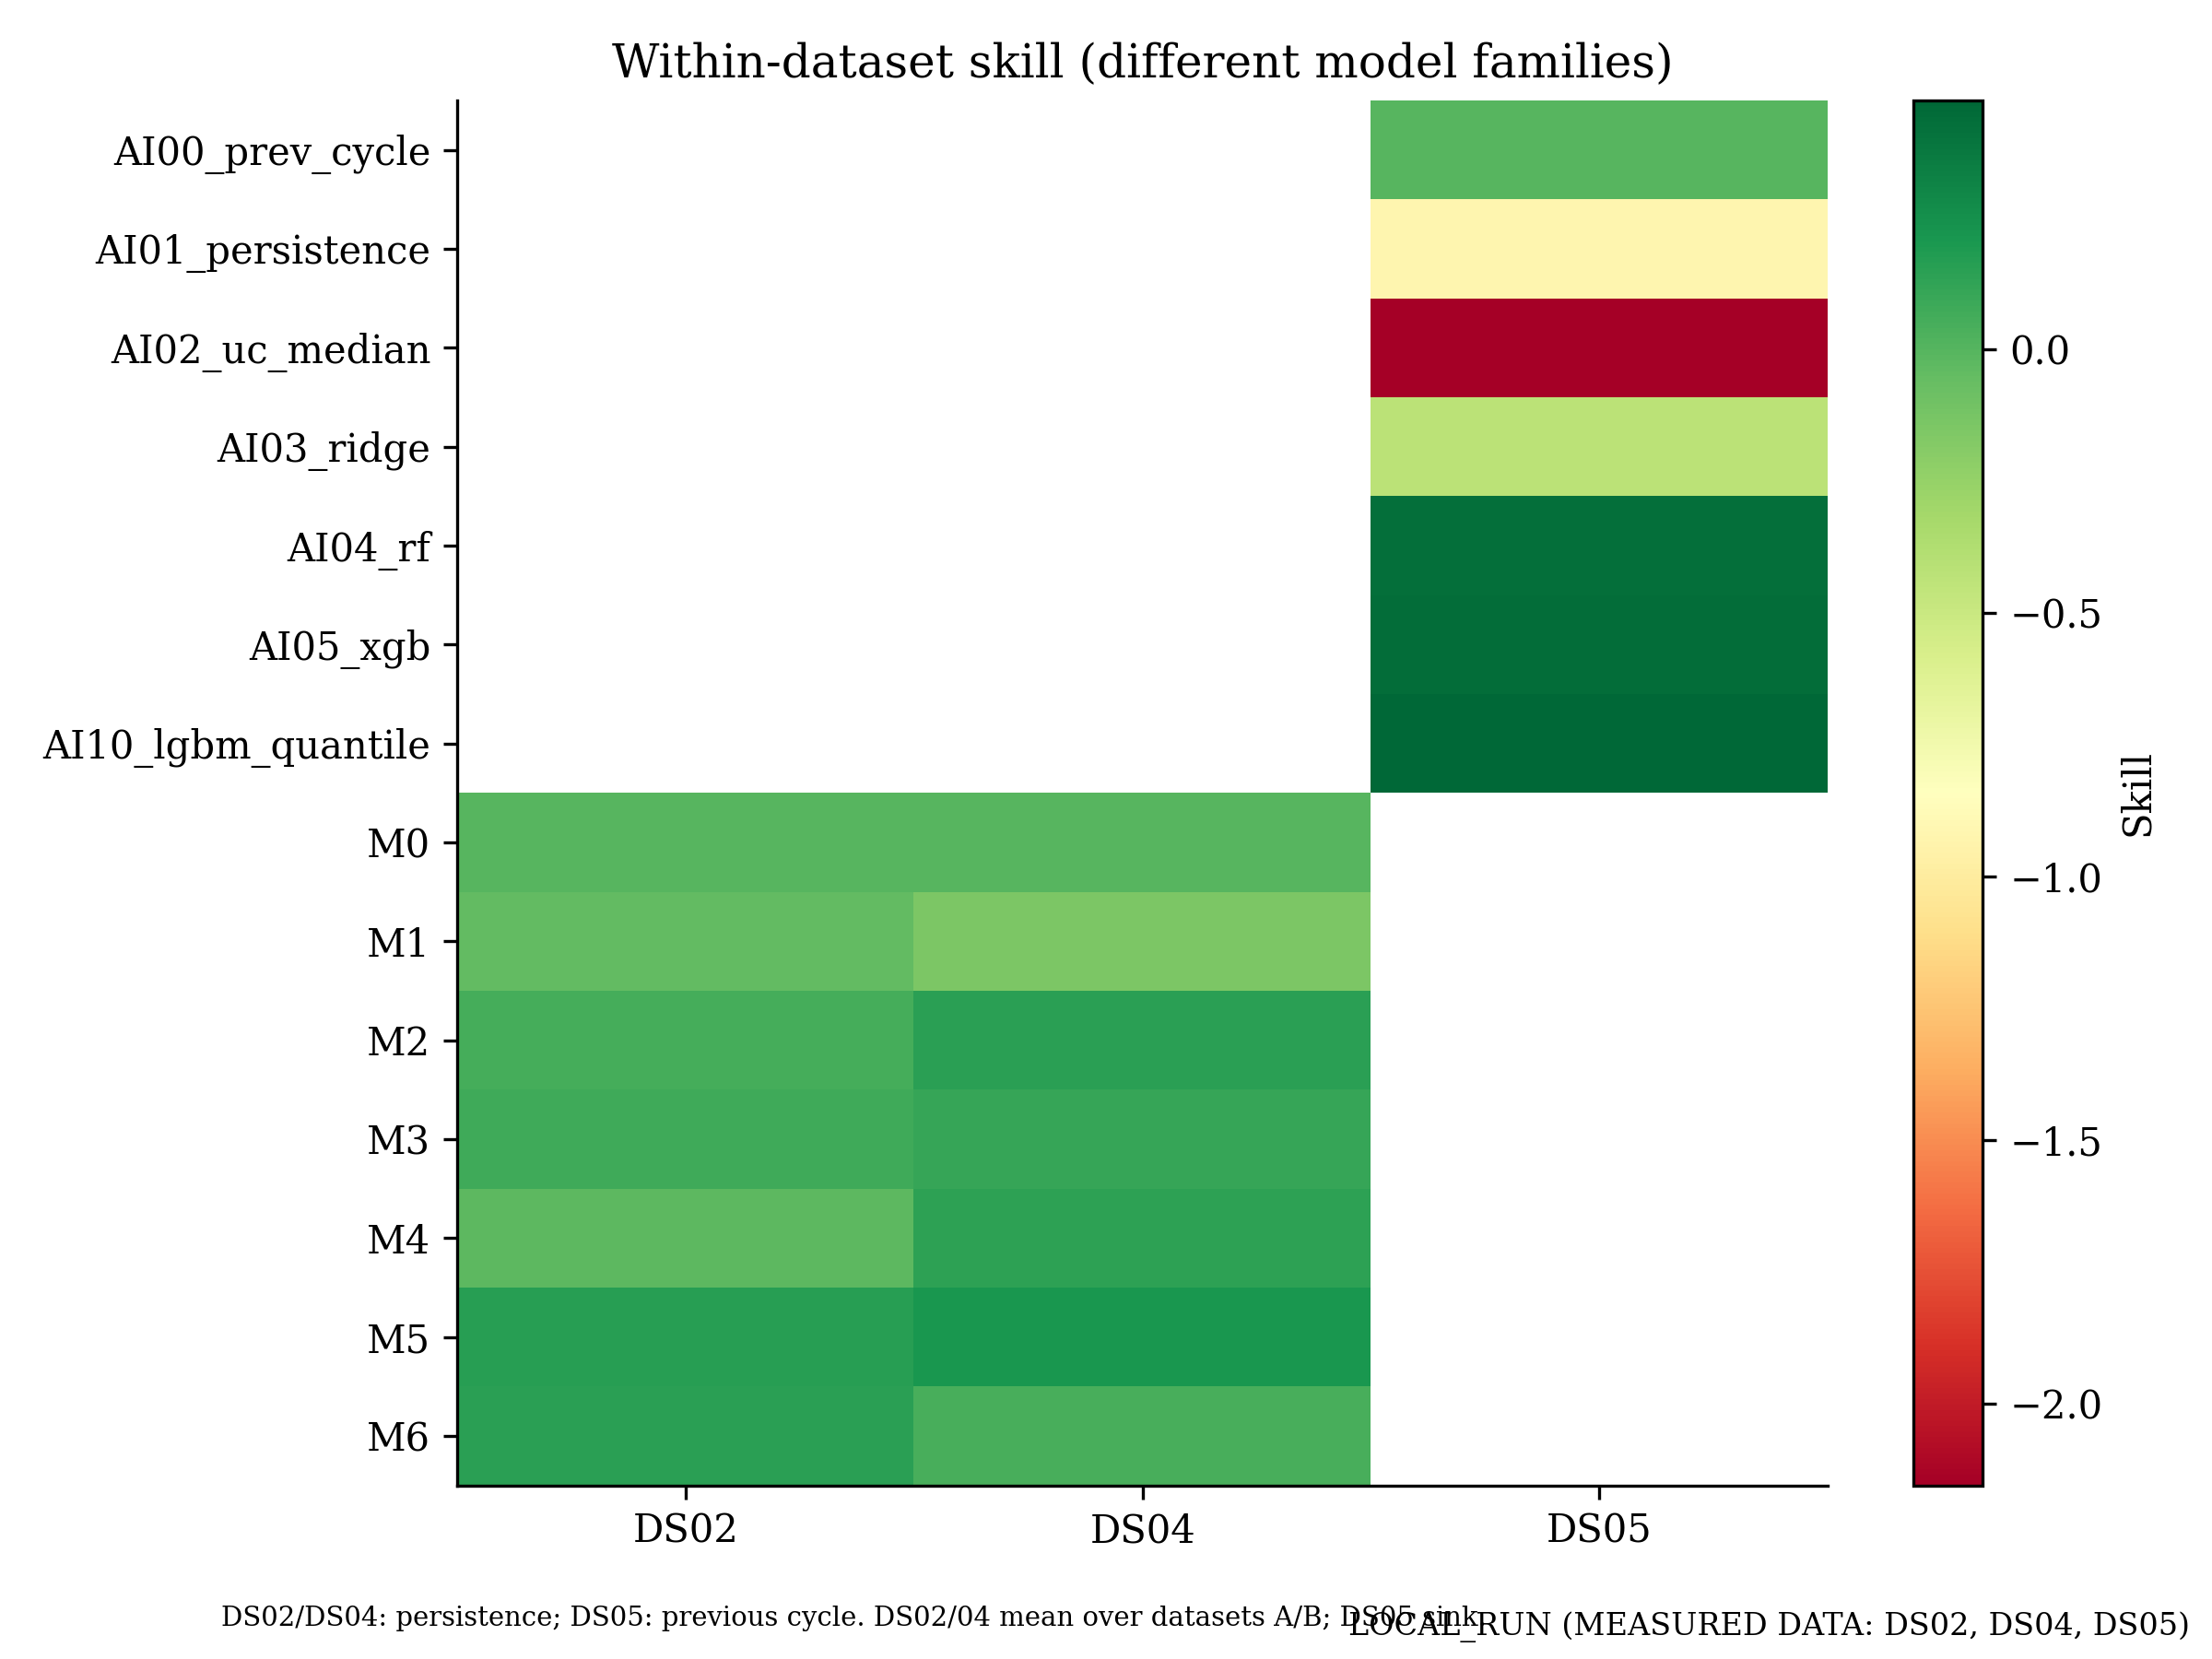 Within-dataset skill (different model families)
AI00_prev_cycle
AI01_persistence
AI02_uc_median
AI03_ridge
AI04_rf
AI05_xgb
AI10_lgbm_quantile
M0
M1
M2
M3
M4
M5
M6
DS02
DS04
DS05
0.0
−0.5
−1.0
−1.5
−2.0
Skill
DS02/DS04: persistence; DS05: previous cycle. DS02/04 mean over datasets A/B; DS05 sink
LOCAL_RUN (MEASURED DATA: DS02, DS04, DS05)